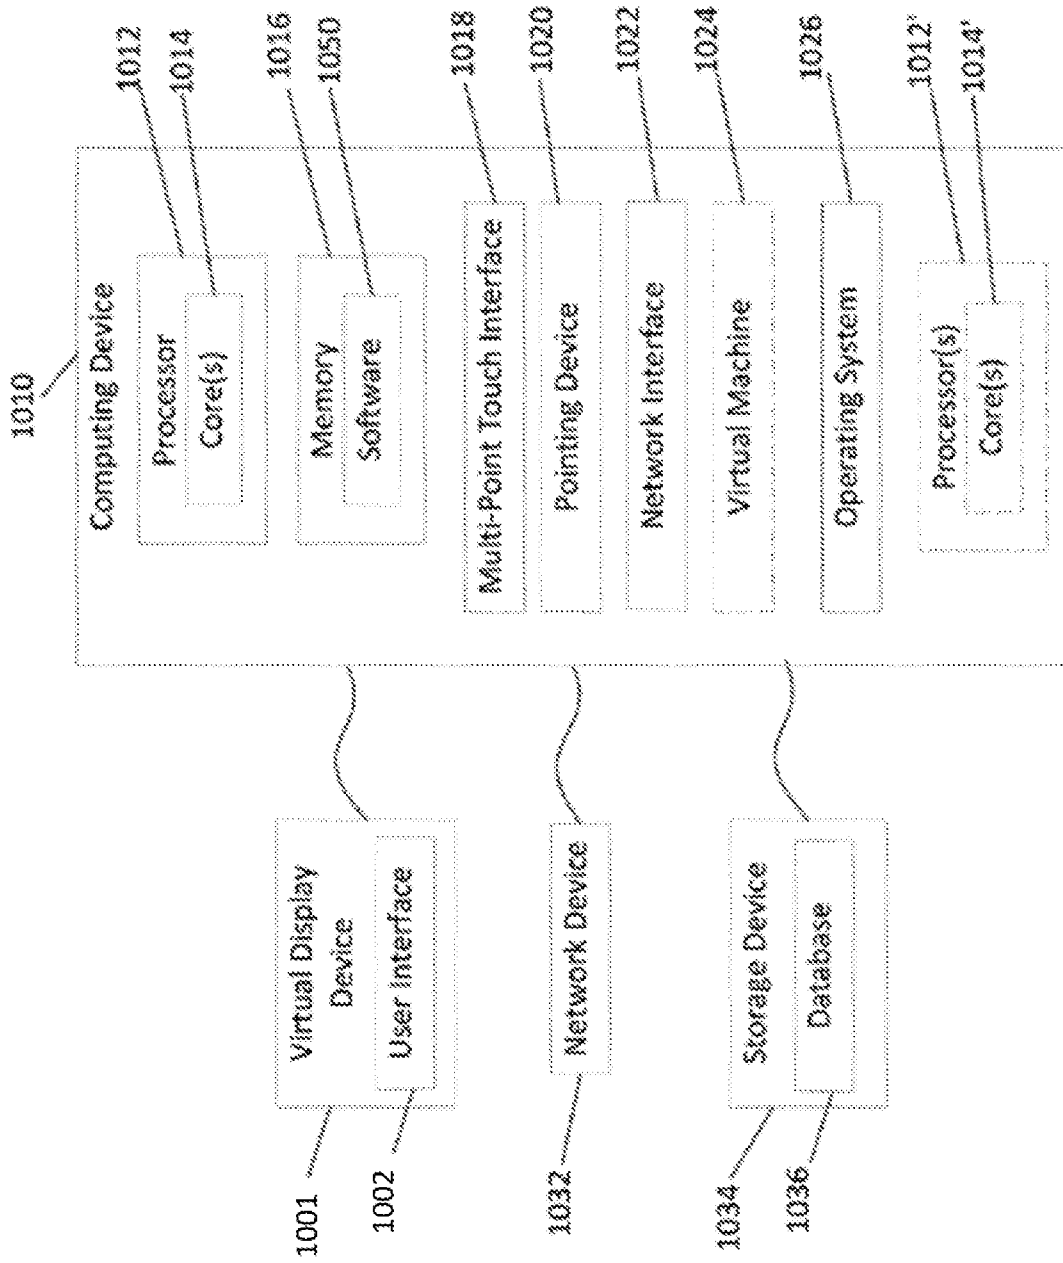 1010
Computing Device
Processor
Core(s)
1012
1014
Memory
Software
1016
1050
Multi-Point Touch Interface
1018
Pointing Device
1020
Network Interface
1022
Virtual Machine
1024
Operating System
1026
Processor(s)
Core(s)
1012'
1014'
Virtual Display
Device
User Interface
1001
1002
Network Device
1032
Storage Device
Database
1034
1036